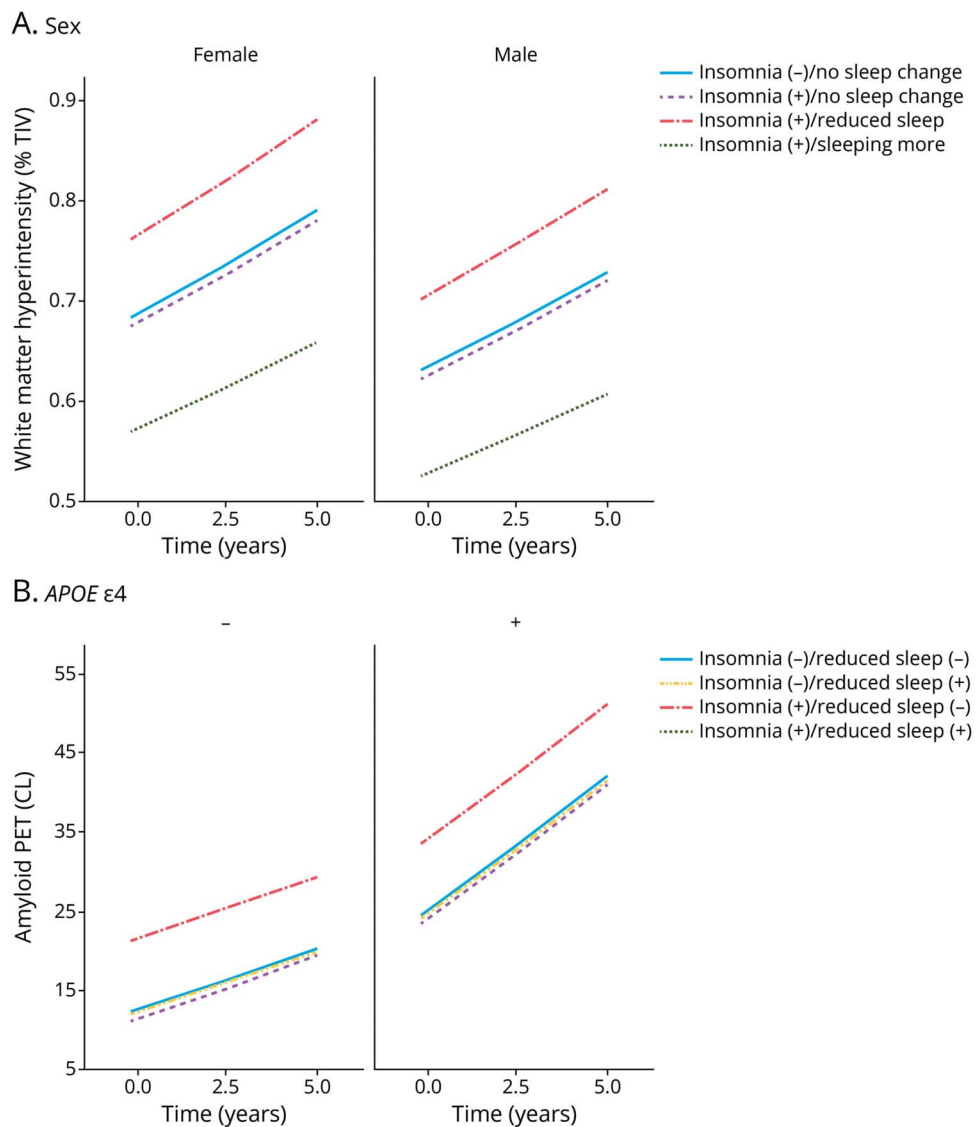 A. Sex
Female Male
Insomnia (–)/no sleep change
Insomnia (+)/no sleep change
Insomnia (+)/reduced sleep
Insomnia (+)/sleeping more
White matter hyperintensity (% TIV)
0.9
0.8
0.7
0.6
0.5
0.0 2.5 5.0 0.0 2.5 5.0
Time (years) Time (years)
B. APOE ε4
– +
Insomnia (–)/reduced sleep (–)
Insomnia (–)/reduced sleep (+)
Insomnia (+)/reduced sleep (–)
Insomnia (+)/reduced sleep (+)
Amyloid PET (CL)
55
45
35
25
15
5
0.0 2.5 5.0 0.0 2.5 5.0
Time (years) Time (years)